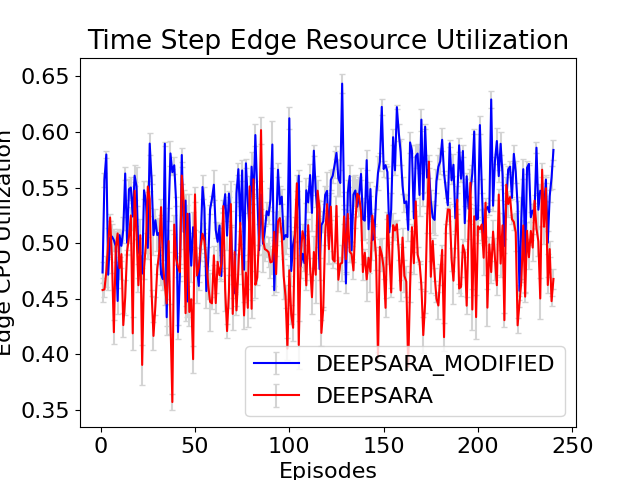 Time Step Edge Resource Utilization
Edge CPU Utilization
0.65
0.60
0.55
0.50
0.45
0.40
0.35
DEEPSARA_MODIFIED
DEEPSARA
0 50 100 150 200 250
Episodes